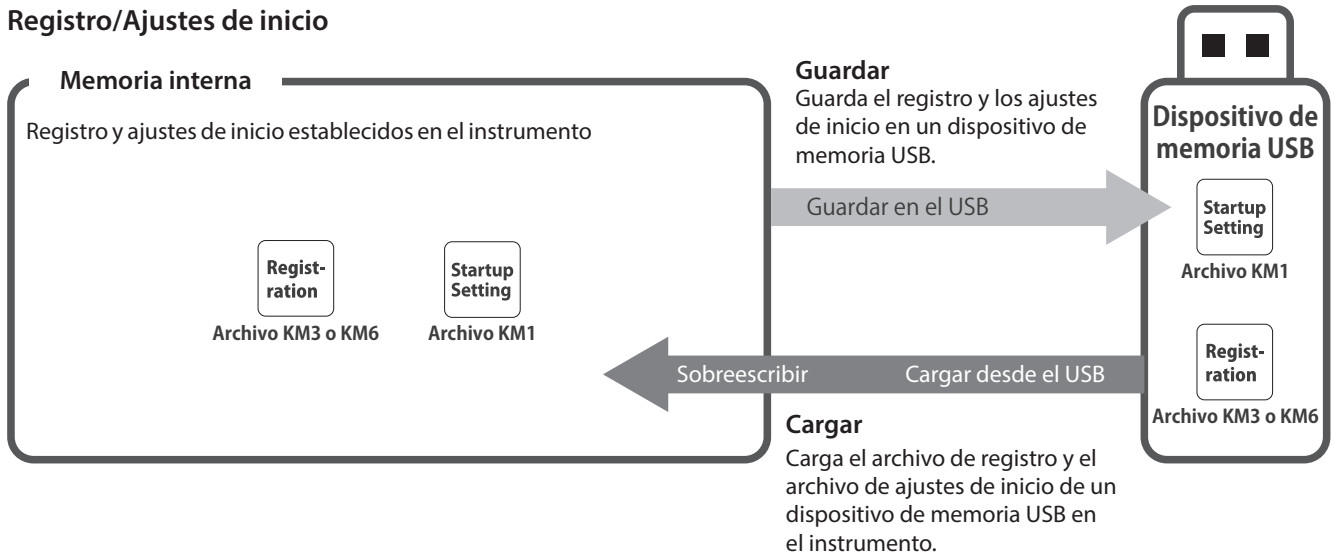 Registro/Ajustes de inicio
Memoria interna
Registro y ajustes de inicio establecidos en el instrumento
Regist-
ration
Archivo KM3 o KM6
Startup
Setting
Archivo KM1
Guardar
Guarda el registro y los ajustes
de inicio en un dispositivo de
memoria USB.
Guardar en el USB
Sobreescribir
Cargar desde el USB
Cargar
Carga el archivo de registro y el
archivo de ajustes de inicio de un
dispositivo de memoria USB en
el instrumento.
Dispositivo de
memoria USB
Startup
Setting
Archivo KM1
Regist-
ration
Archivo KM3 o KM6